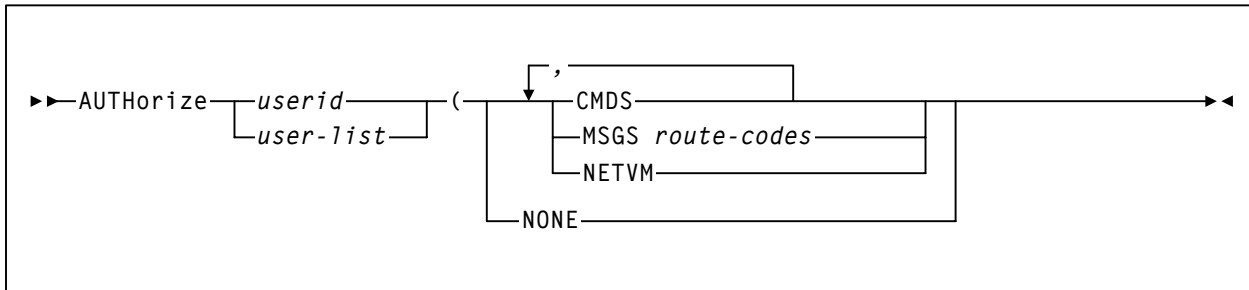 ,
►►─AUTHorize─ userid ─(─ CMDS ─►◄
user-list MSGS route-codes
NETVM
NONE